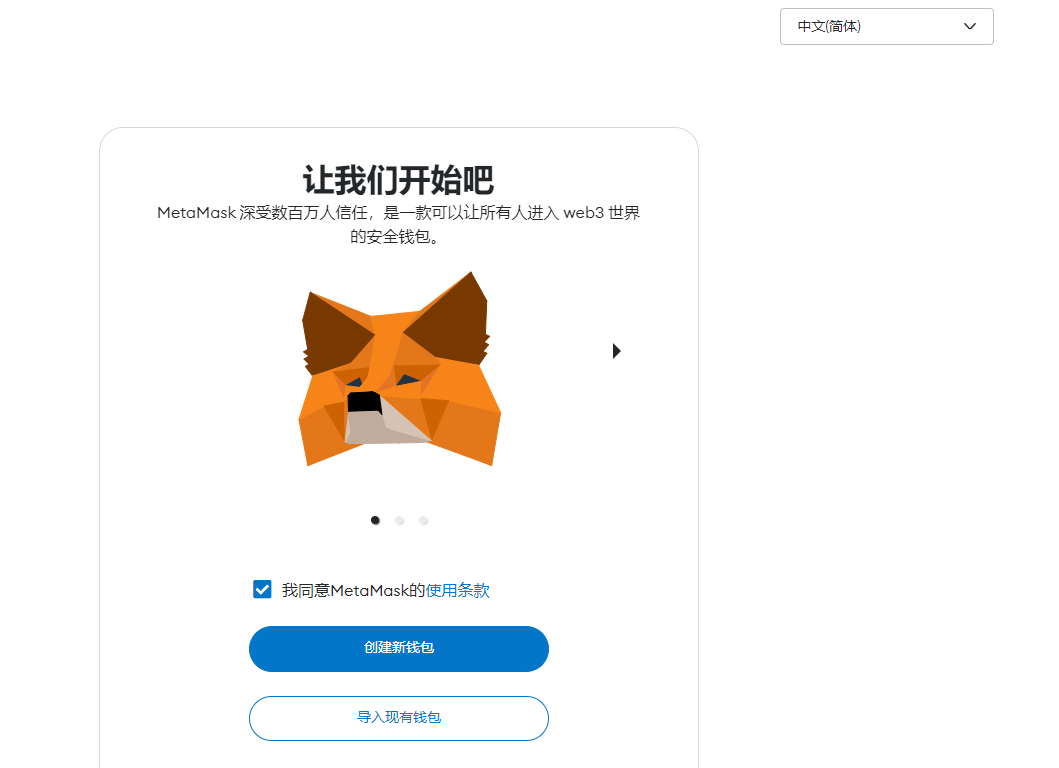 中文(简体)
让我们开始吧
MetaMask 深受数百万人信任，是一款可以让所有人进入 web3 世界
的安全钱包。
我同意MetaMask的使用条款
创建新钱包
导入现有钱包